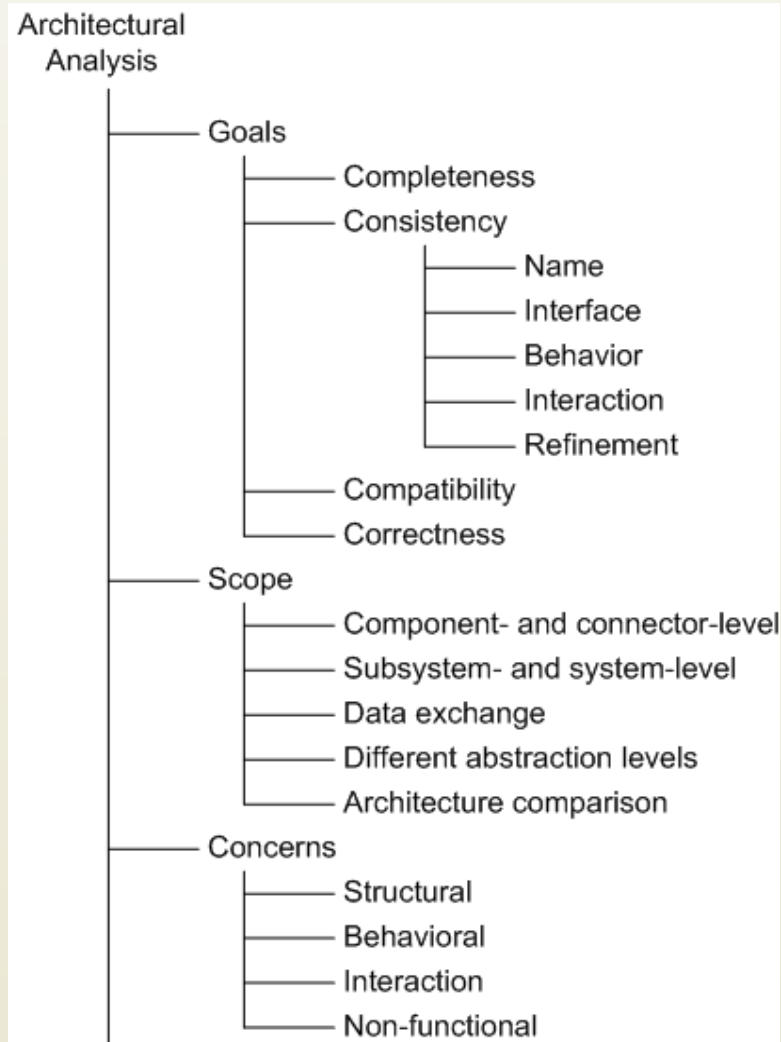 Architectural
Analysis
Goals
Completeness
Consistency
Name
Interface
Behavior
Interaction
Refinement
Compatibility
Correctness
Scope
Component- and connector-level
Subsystem- and system-level
Data exchange
Different abstraction levels
Architecture comparison
Concerns
Structural
Behavioral
Interaction
Non-functional